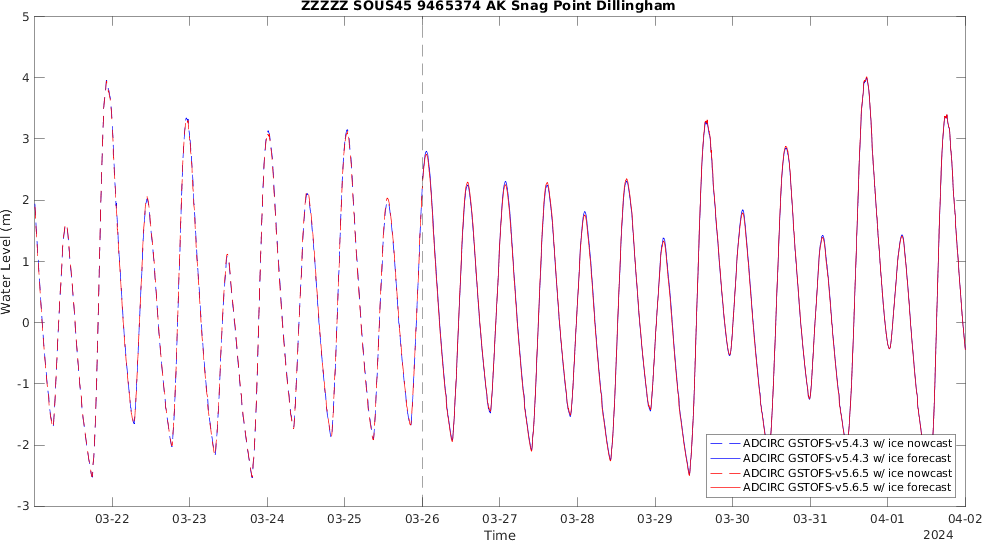 ZZZZZ SOUS45 9465374 AK Snag Point Dillingham
5
4
3
2
1
0
-1
-2
-3
Water Level (m)
ADCIRC GSTOFS-v5.4.3 w/ ice nowcast
ADCIRC GSTOFS-v5.4.3 w/ ice forecast
ADCIRC GSTOFS-v5.6.5 w/ ice nowcast
ADCIRC GSTOFS-v5.6.5 w/ ice forecast
03-22 03-23 03-24 03-25 03-26 03-27 03-28 03-29 03-30 03-31 04-01 04-02
Time
2024